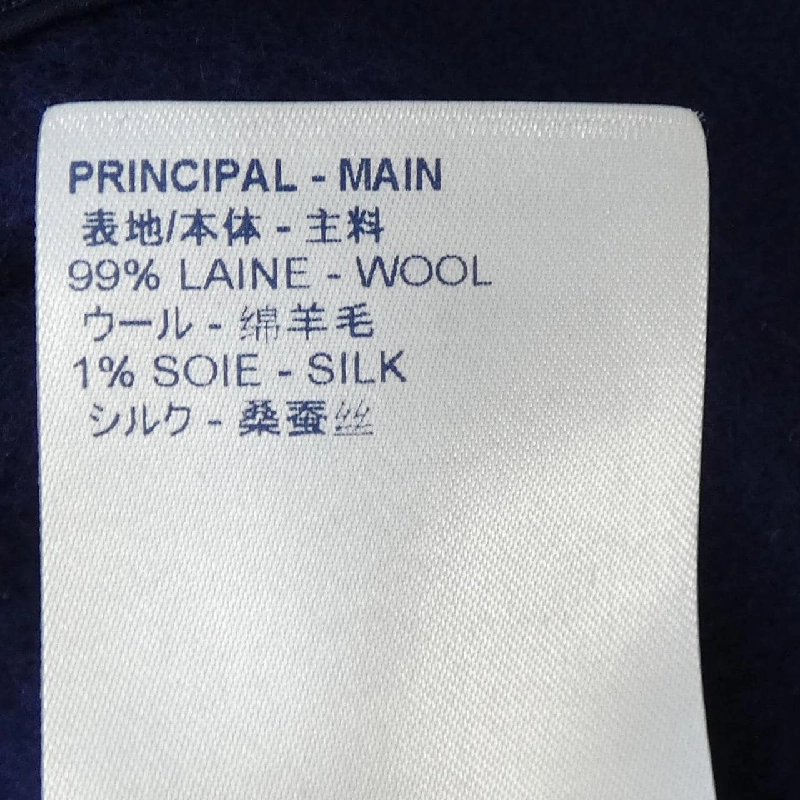 PRINCIPAL - MAIN
表地/本体 - 主料
99% LAINE - WOOL
ウール - 绵羊毛
1% SOIE - SILK
シルク - 桑蚕丝